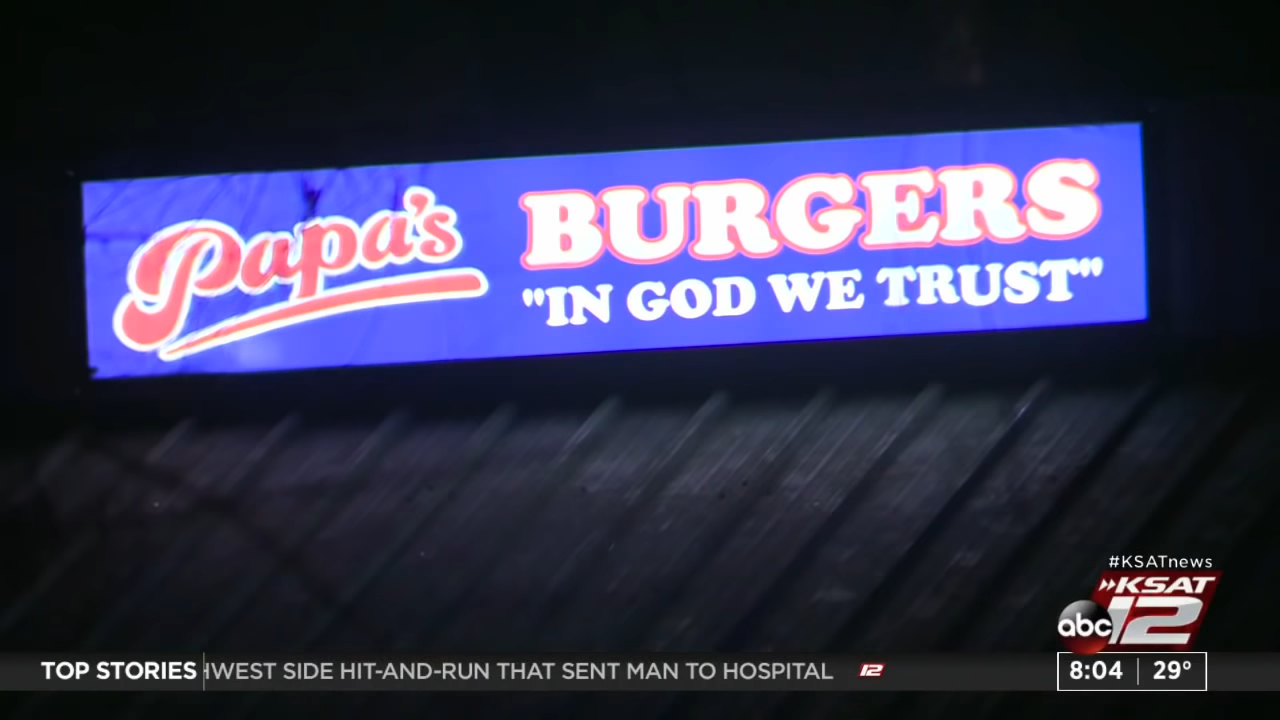 Papa's
BURGERS
"IN GOD WE TRUST"
#KSATnews
KSAT
abc 12
TOP STORIES WEST SIDE HIT-AND-RUN THAT SENT MAN TO HOSPITAL 12
8:04 29°